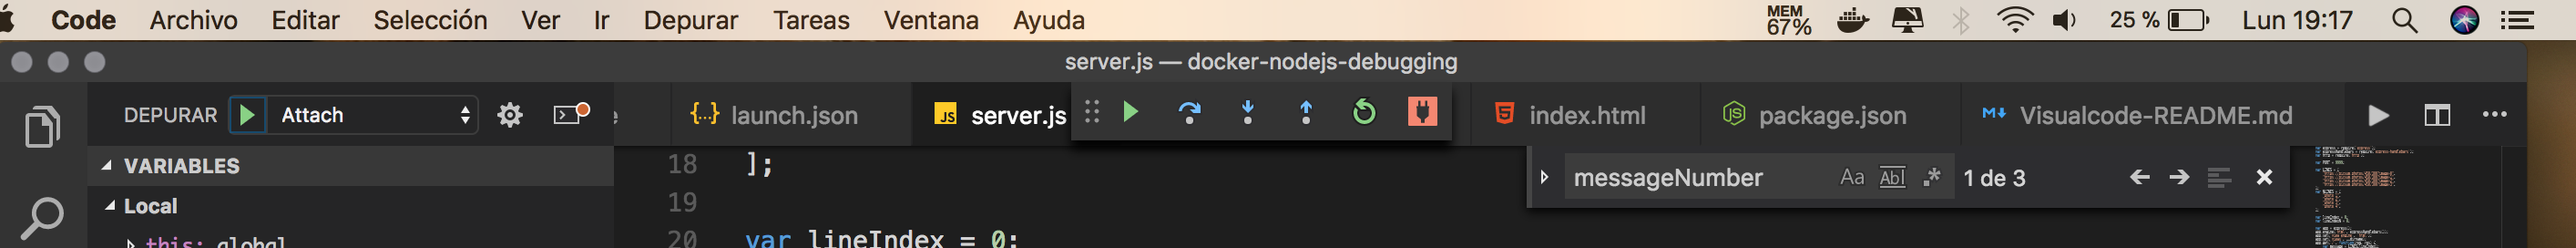 Code Archivo Editar Selección Ver Ir Depurar Tareas Ventana Ayuda MEM 67% 25 % Lun 19:17
server.js — docker-nodejs-debugging
DEPURAR Attach e {..} launch.json JS server.js 5 index.html JS package.json M↓ Visualcode-README.md ...
VARIABLES
18 ];
messageNumber Aa Abl .* 1 de 3
Local
19
this: global
20 var lineIndex = 0;